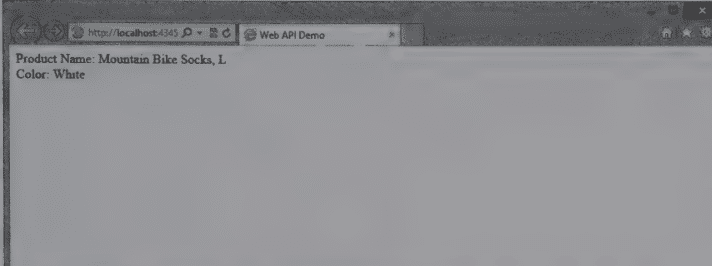 http://localhost:4345
Web API Demo
Product Name: Mountain Bike Socks, L
Color: White